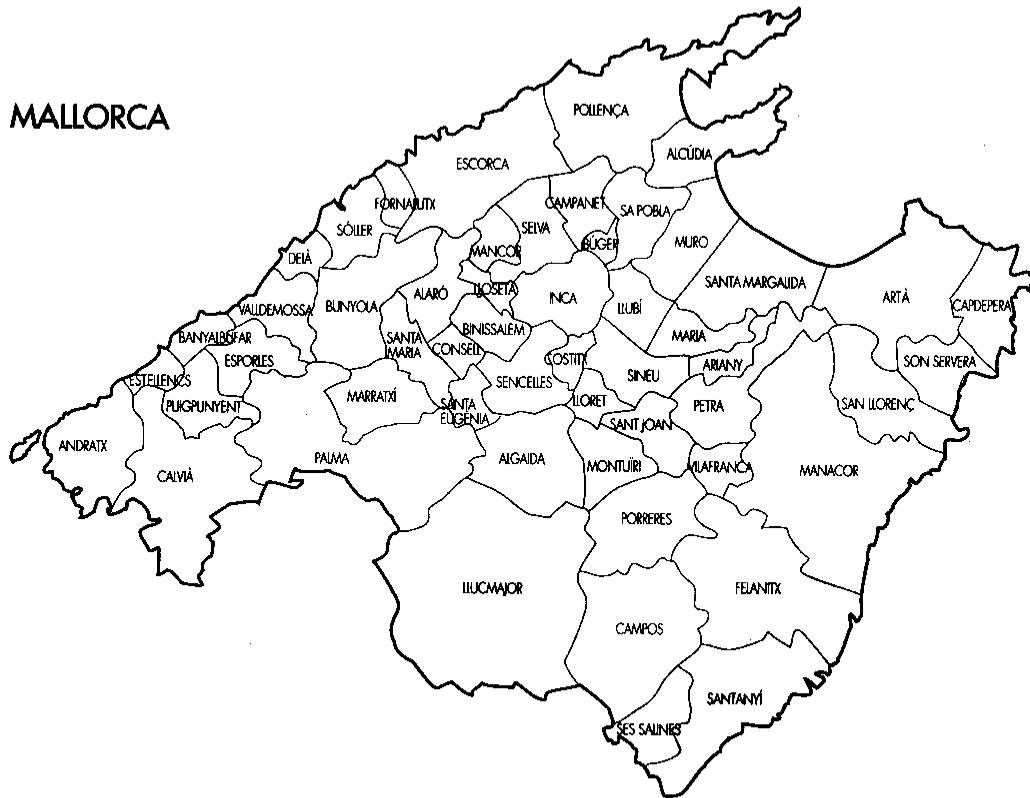 MALLORCA
POLLENÇA
ALCÚDIA
ESCORCA
FORNALUTX
CAMPANET
SA POBLA
SÓLLER
SELVA
MURO
BÚGER
MANCOR
DEIÀ
LLOSETA
ALARÓ
INCA
LLUBÍ
SANTA MARGALIDA
ARTÀ
CAPDEPERA
VALLDEMOSSA
BUNYOLA
BINISSALEM
BANYALBUFAR
SANTA
MARIA
CONSELL
MARIA
ESPORLES
COSTITX
ARIANY
SON SERVERA
ESTELLENCS
SENCELLES
SINEU
PUIGPUNYENT
MARRATXÍ
SANTA
EUGÈNIA
LLORET
PETRA
SAN LLORENÇ
SANT JOAN
ANDRATX
PALMA
ALGAIDA
MONTUÏRI
VILAFRANCA
MANACOR
CALVIÀ
PORRERES
LLUCMAJOR
FELANITX
CAMPOS
SANTANYÍ
SES SALINES